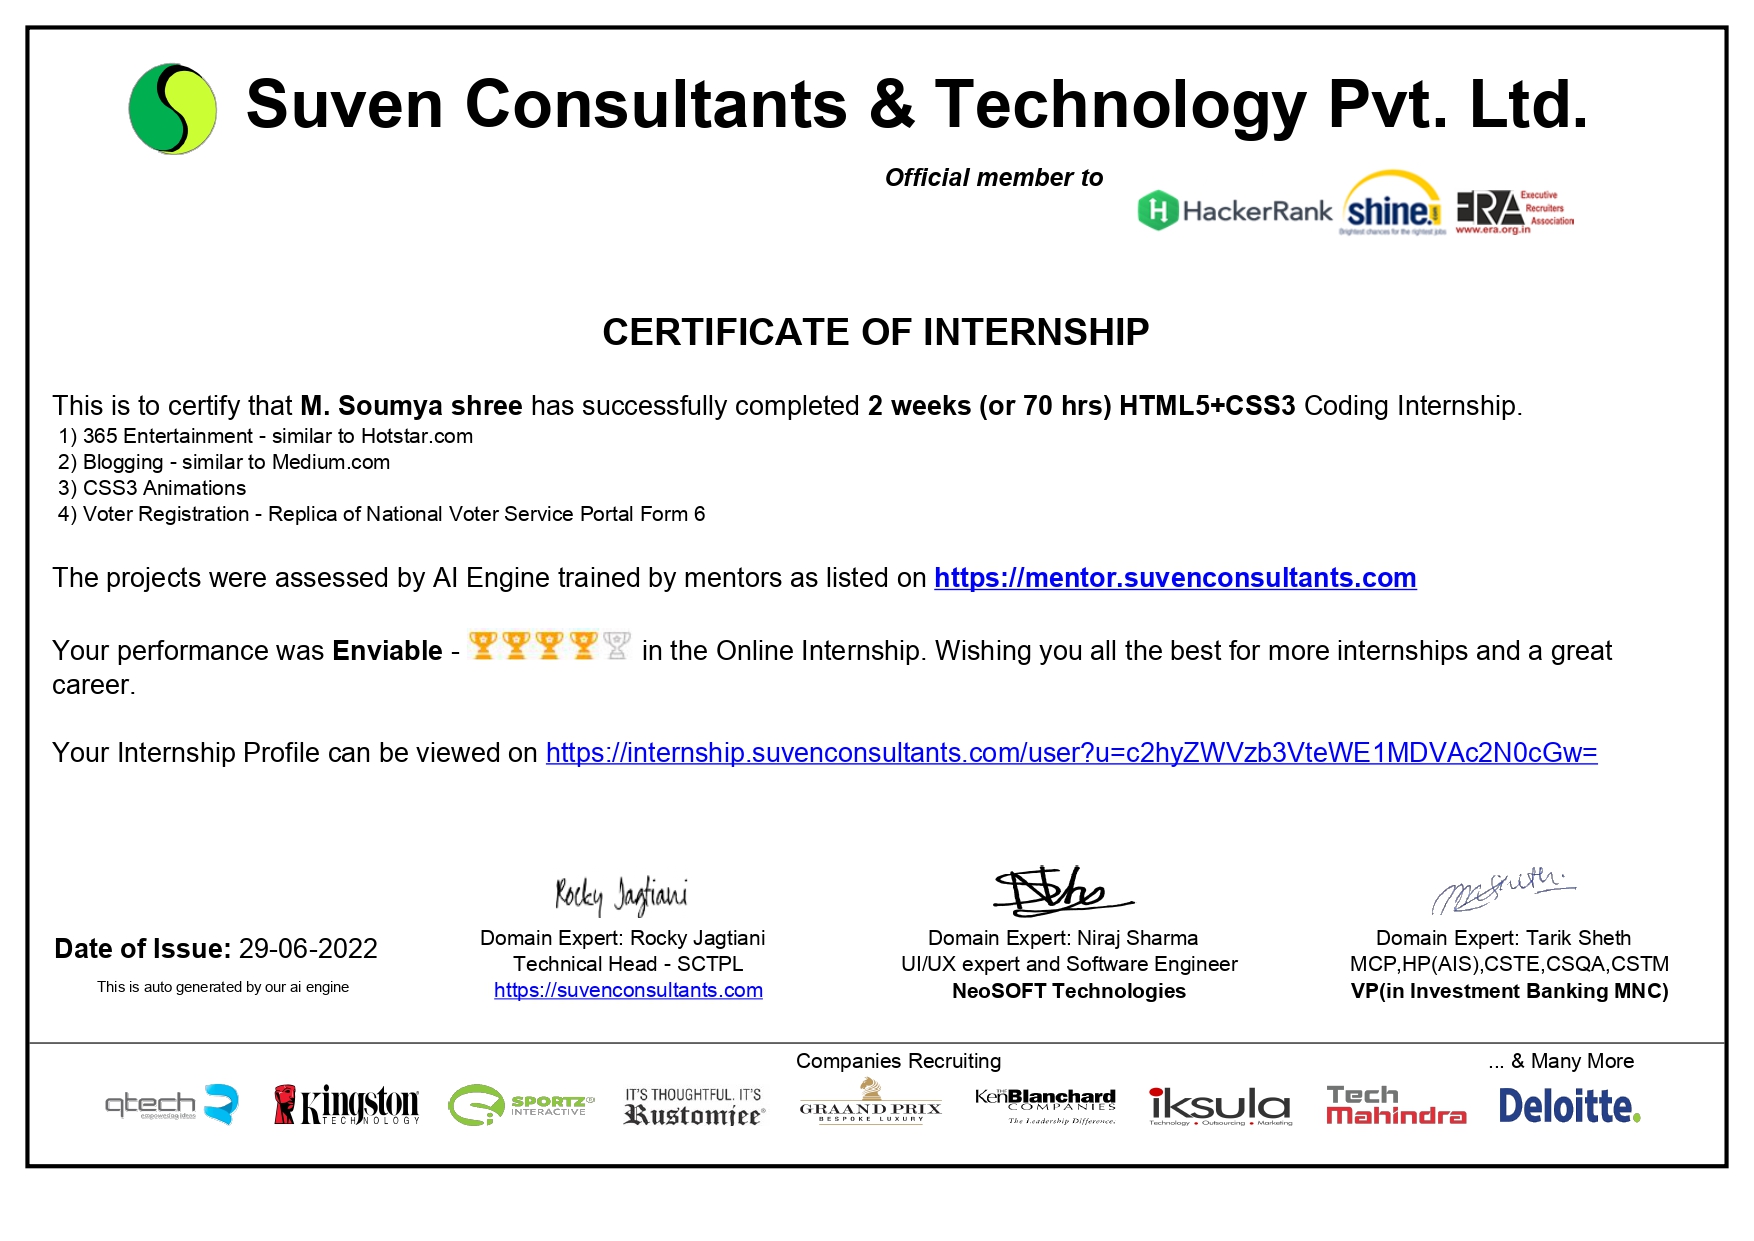 Suven Consultants & Technology Pvt. Ltd.
Official member to
HackerRank
shine.com
Brightest chances for the rightest jobs
ERA Executive Recruiters Association
www.era.org.in
CERTIFICATE OF INTERNSHIP
This is to certify that M. Soumya shree has successfully completed 2 weeks (or 70 hrs) HTML5+CSS3 Coding Internship.
1) 365 Entertainment - similar to Hotstar.com
2) Blogging - similar to Medium.com
3) CSS3 Animations
4) Voter Registration - Replica of National Voter Service Portal Form 6
The projects were assessed by AI Engine trained by mentors as listed on https://mentor.suvenconsultants.com
Your performance was Enviable - in the Online Internship. Wishing you all the best for more internships and a great
career.
Your Internship Profile can be viewed on https://internship.suvenconsultants.com/user?u=c2hyZWVzb3VteWE1MDVAc2N0cGw=
Rocky Jagtiani
Date of Issue: 29-06-2022
This is auto generated by our ai engine
Domain Expert: Rocky Jagtiani
Technical Head - SCTPL
https://suvenconsultants.com
Domain Expert: Niraj Sharma
UI/UX expert and Software Engineer
NeoSOFT Technologies
Domain Expert: Tarik Sheth
MCP,HP(AIS),CSTE,CSQA,CSTM
VP(in Investment Banking MNC)
Companies Recruiting
... & Many More
qtech
empowering ideas
Kingston
TECHNOLOGY
SPORTZ®
INTERACTIVE
IT'S THOUGHTFUL. IT'S
Rustomjee®
GRAAND PRIX
BESPOKE LUXURY
THE
KenBlanchard
COMPANIES
The Leadership Difference.
iksula
Technology • Outsourcing • Marketing
Tech
Mahindra
Deloitte.